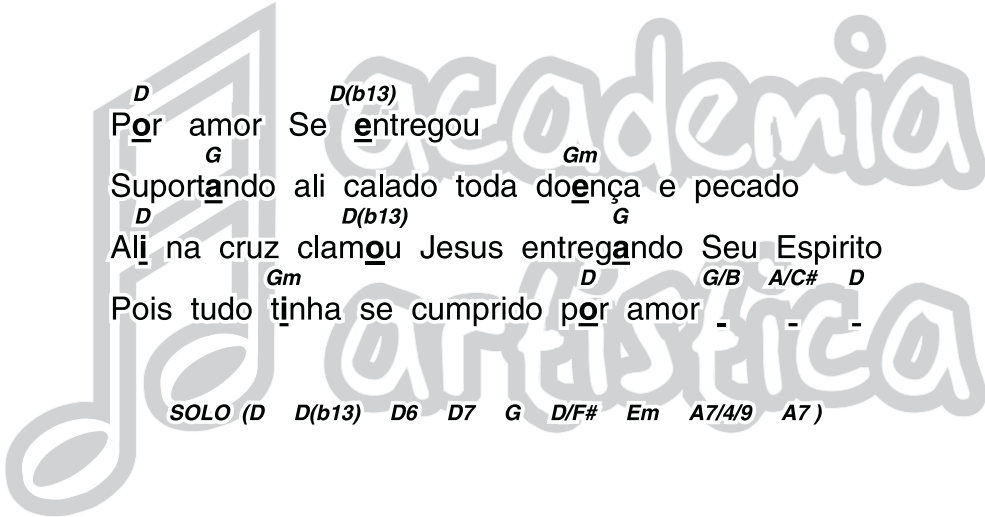 D D(b13)
Por amor Se entregou
G Gm
Suportando ali calado toda doença e pecado
D D(b13) G
Ali na cruz clamou Jesus entregando Seu Espirito
Gm D G/B A/C# D
Pois tudo tinha se cumprido por amor - - -
SOLO (D D(b13) D6 D7 G D/F# Em A7/4/9 A7 )
academia
artística